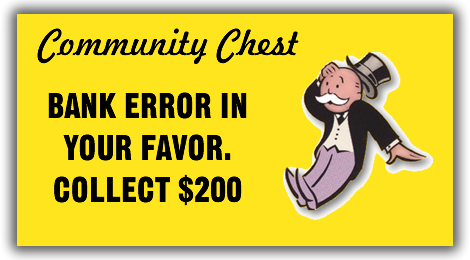 Community Chest
BANK ERROR IN
YOUR FAVOR.
COLLECT $200